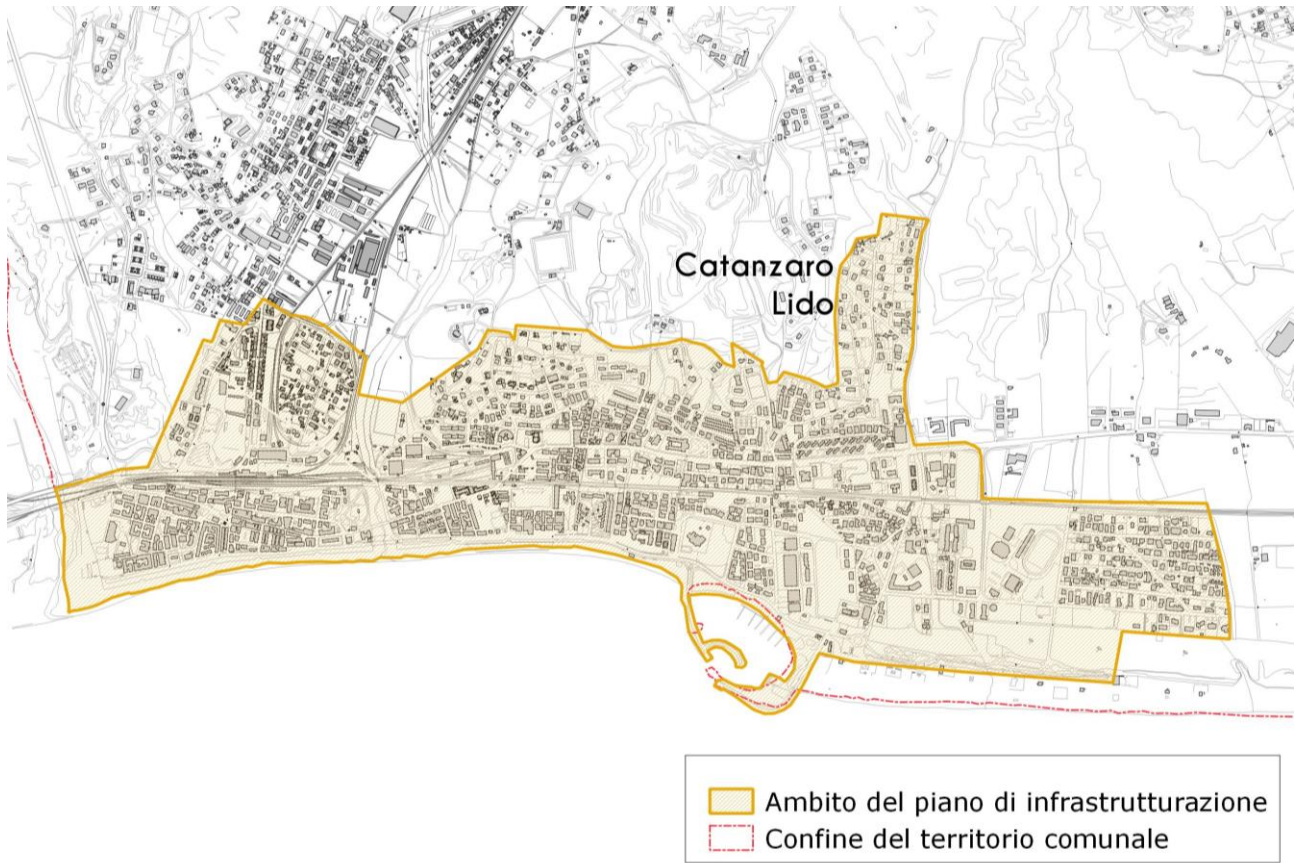 Catanzaro
Lido
Ambito del piano di infrastrutturazione
Confine del territorio comunale